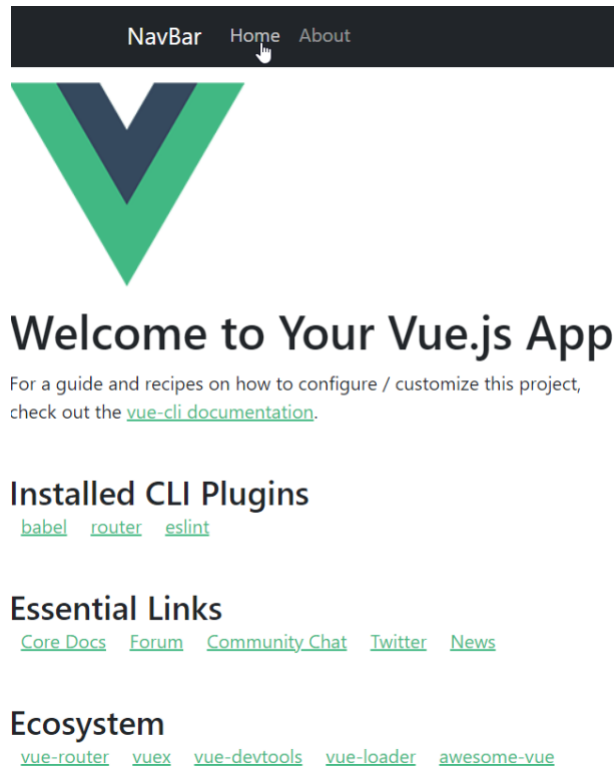 NavBar Home About
Welcome to Your Vue.js App
For a guide and recipes on how to configure / customize this project,
check out the vue-cli documentation.
Installed CLI Plugins
babel router eslint
Essential Links
Core Docs Forum Community Chat Twitter News
Ecosystem
vue-router vuex vue-devtools vue-loader awesome-vue